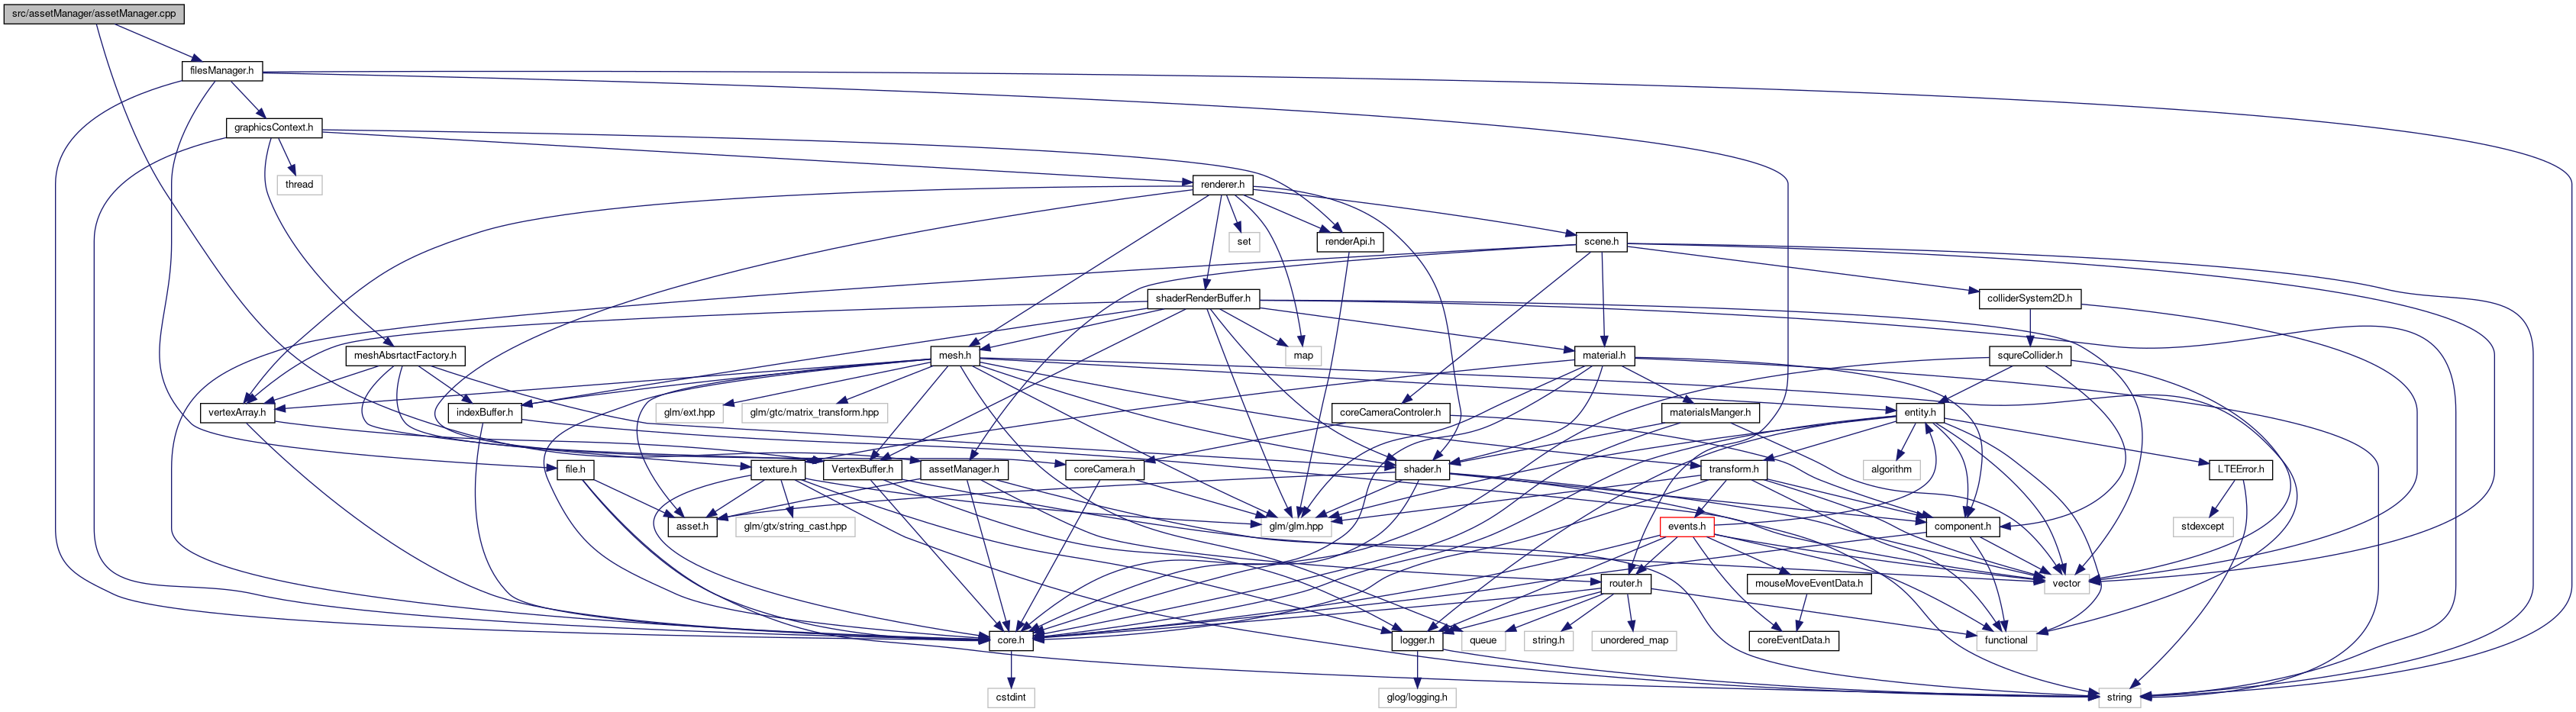 src/assetManager/assetManager.cpp
filesManager.h
graphicsContext.h
thread
renderer.h
set
renderApi.h
scene.h
shaderRenderBuffer.h
colliderSystem2D.h
meshAbsrtactFactory.h
mesh.h
map
material.h
squreCollider.h
vertexArray.h
indexBuffer.h
glm/ext.hpp
glm/gtc/matrix_transform.hpp
coreCameraControler.h
materialsManger.h
entity.h
file.h
texture.h
VertexBuffer.h
assetManager.h
coreCamera.h
shader.h
transform.h
algorithm
LTEError.h
asset.h
glm/gtx/string_cast.hpp
glm/glm.hpp
events.h
component.h
stdexcept
router.h
mouseMoveEventData.h
vector
core.h
logger.h
queue
string.h
unordered_map
coreEventData.h
functional
cstdint
glog/logging.h
string